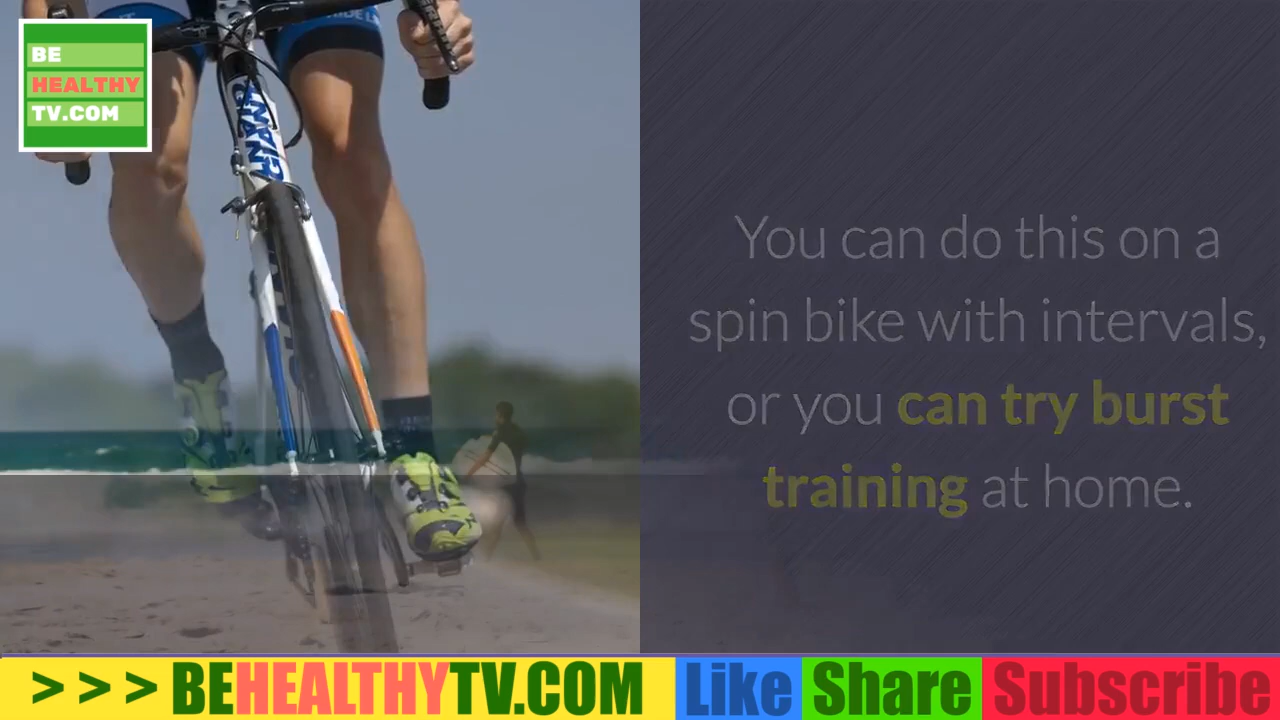 BE
HEALTHY
TV.COM
GIANT
You can do this on a
spin bike with intervals,
or you can try burst
training at home.
> > > BEHEALTHYTV.COM Like Share Subscribe